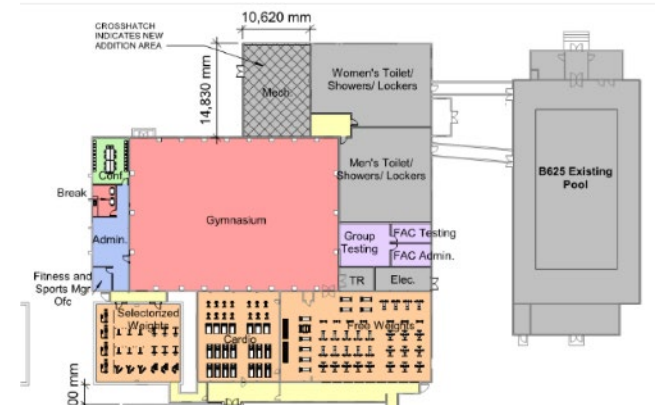 10,620 mm
CROSSHATCH
INDICATES NEW
ADDITION AREA
14,830 mm
Mech.
Women's Toilet/
Showers/ Lockers
Men's Toilet/
Showers/ Lockers
B625 Existing
Pool
Conf.
Break
Gymnasium
Admin.
Group
Testing
FAC Testing
FAC Admin.
Fitness and
Sports Mgr
Ofc
TR
Elec.
Selectorized
Weights
Cardio
Free Weights
00 mm